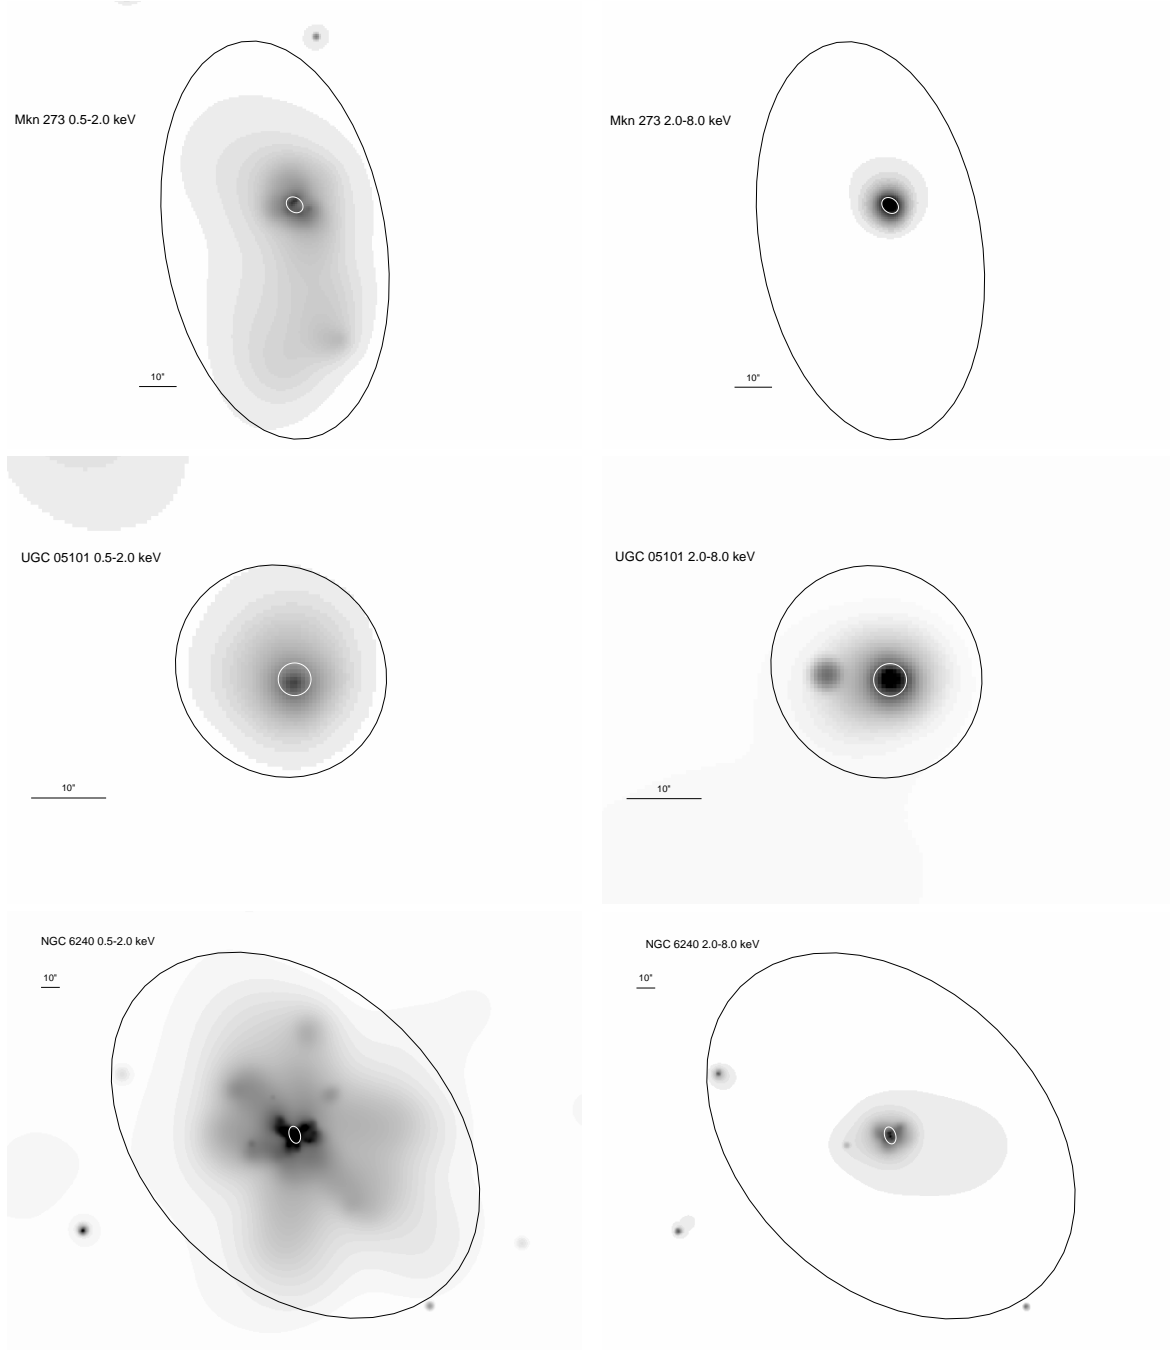 Mkn 273 0.5-2.0 keV
Mkn 273 2.0-8.0 keV
10"
10"
UGC 05101 0.5-2.0 keV
UGC 05101 2.0-8.0 keV
10"
10"
NGC 6240 0.5-2.0 keV
NGC 6240 2.0-8.0 keV
10"
10"